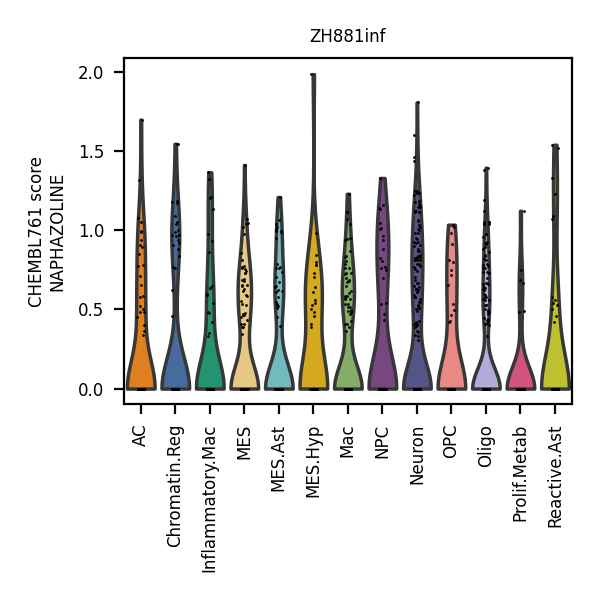 ZH881inf
CHEMBL761 score
NAPHAZOLINE
2.0
1.5
1.0
0.5
0.0
AC
Chromatin.Reg
Inflammatory.Mac
MES
MES.Ast
MES.Hyp
Mac
NPC
Neuron
OPC
Oligo
Prolif.Metab
Reactive.Ast